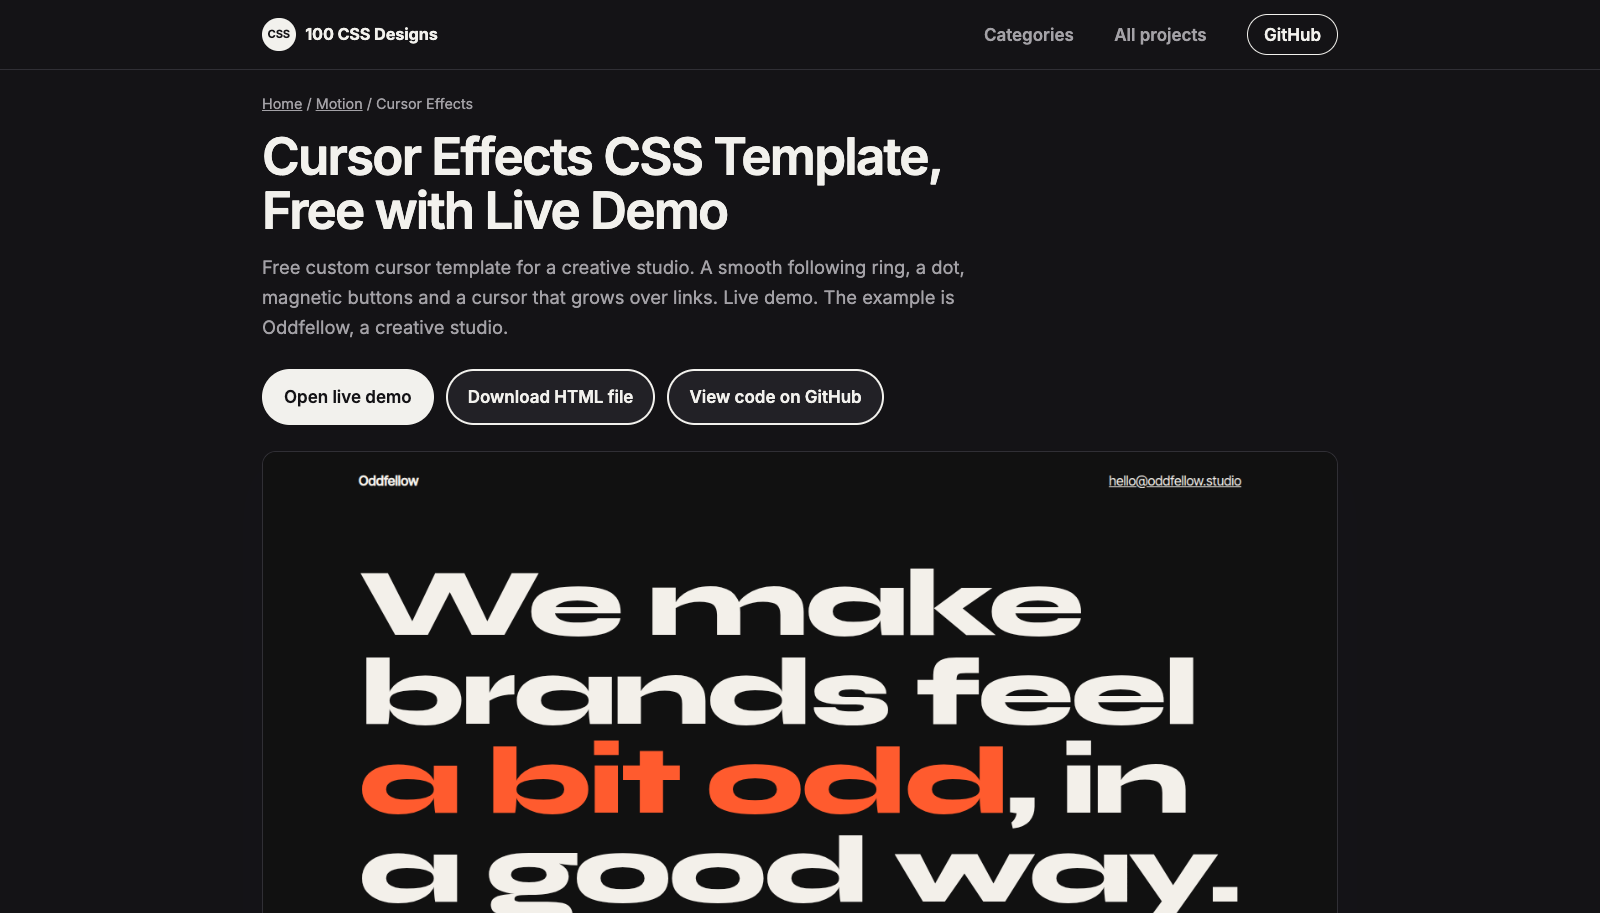 CSS 100 CSS Designs
Categories
All projects
GitHub
Home / Motion / Cursor Effects
Cursor Effects CSS Template,
Free with Live Demo
Free custom cursor template for a creative studio. A smooth following ring, a dot,
magnetic buttons and a cursor that grows over links. Live demo. The example is
Oddfellow, a creative studio.
Open live demo
Download HTML file
View code on GitHub
Oddfellow
hello@oddfellow.studio
We make
brands feel
a bit odd, in
a good way.